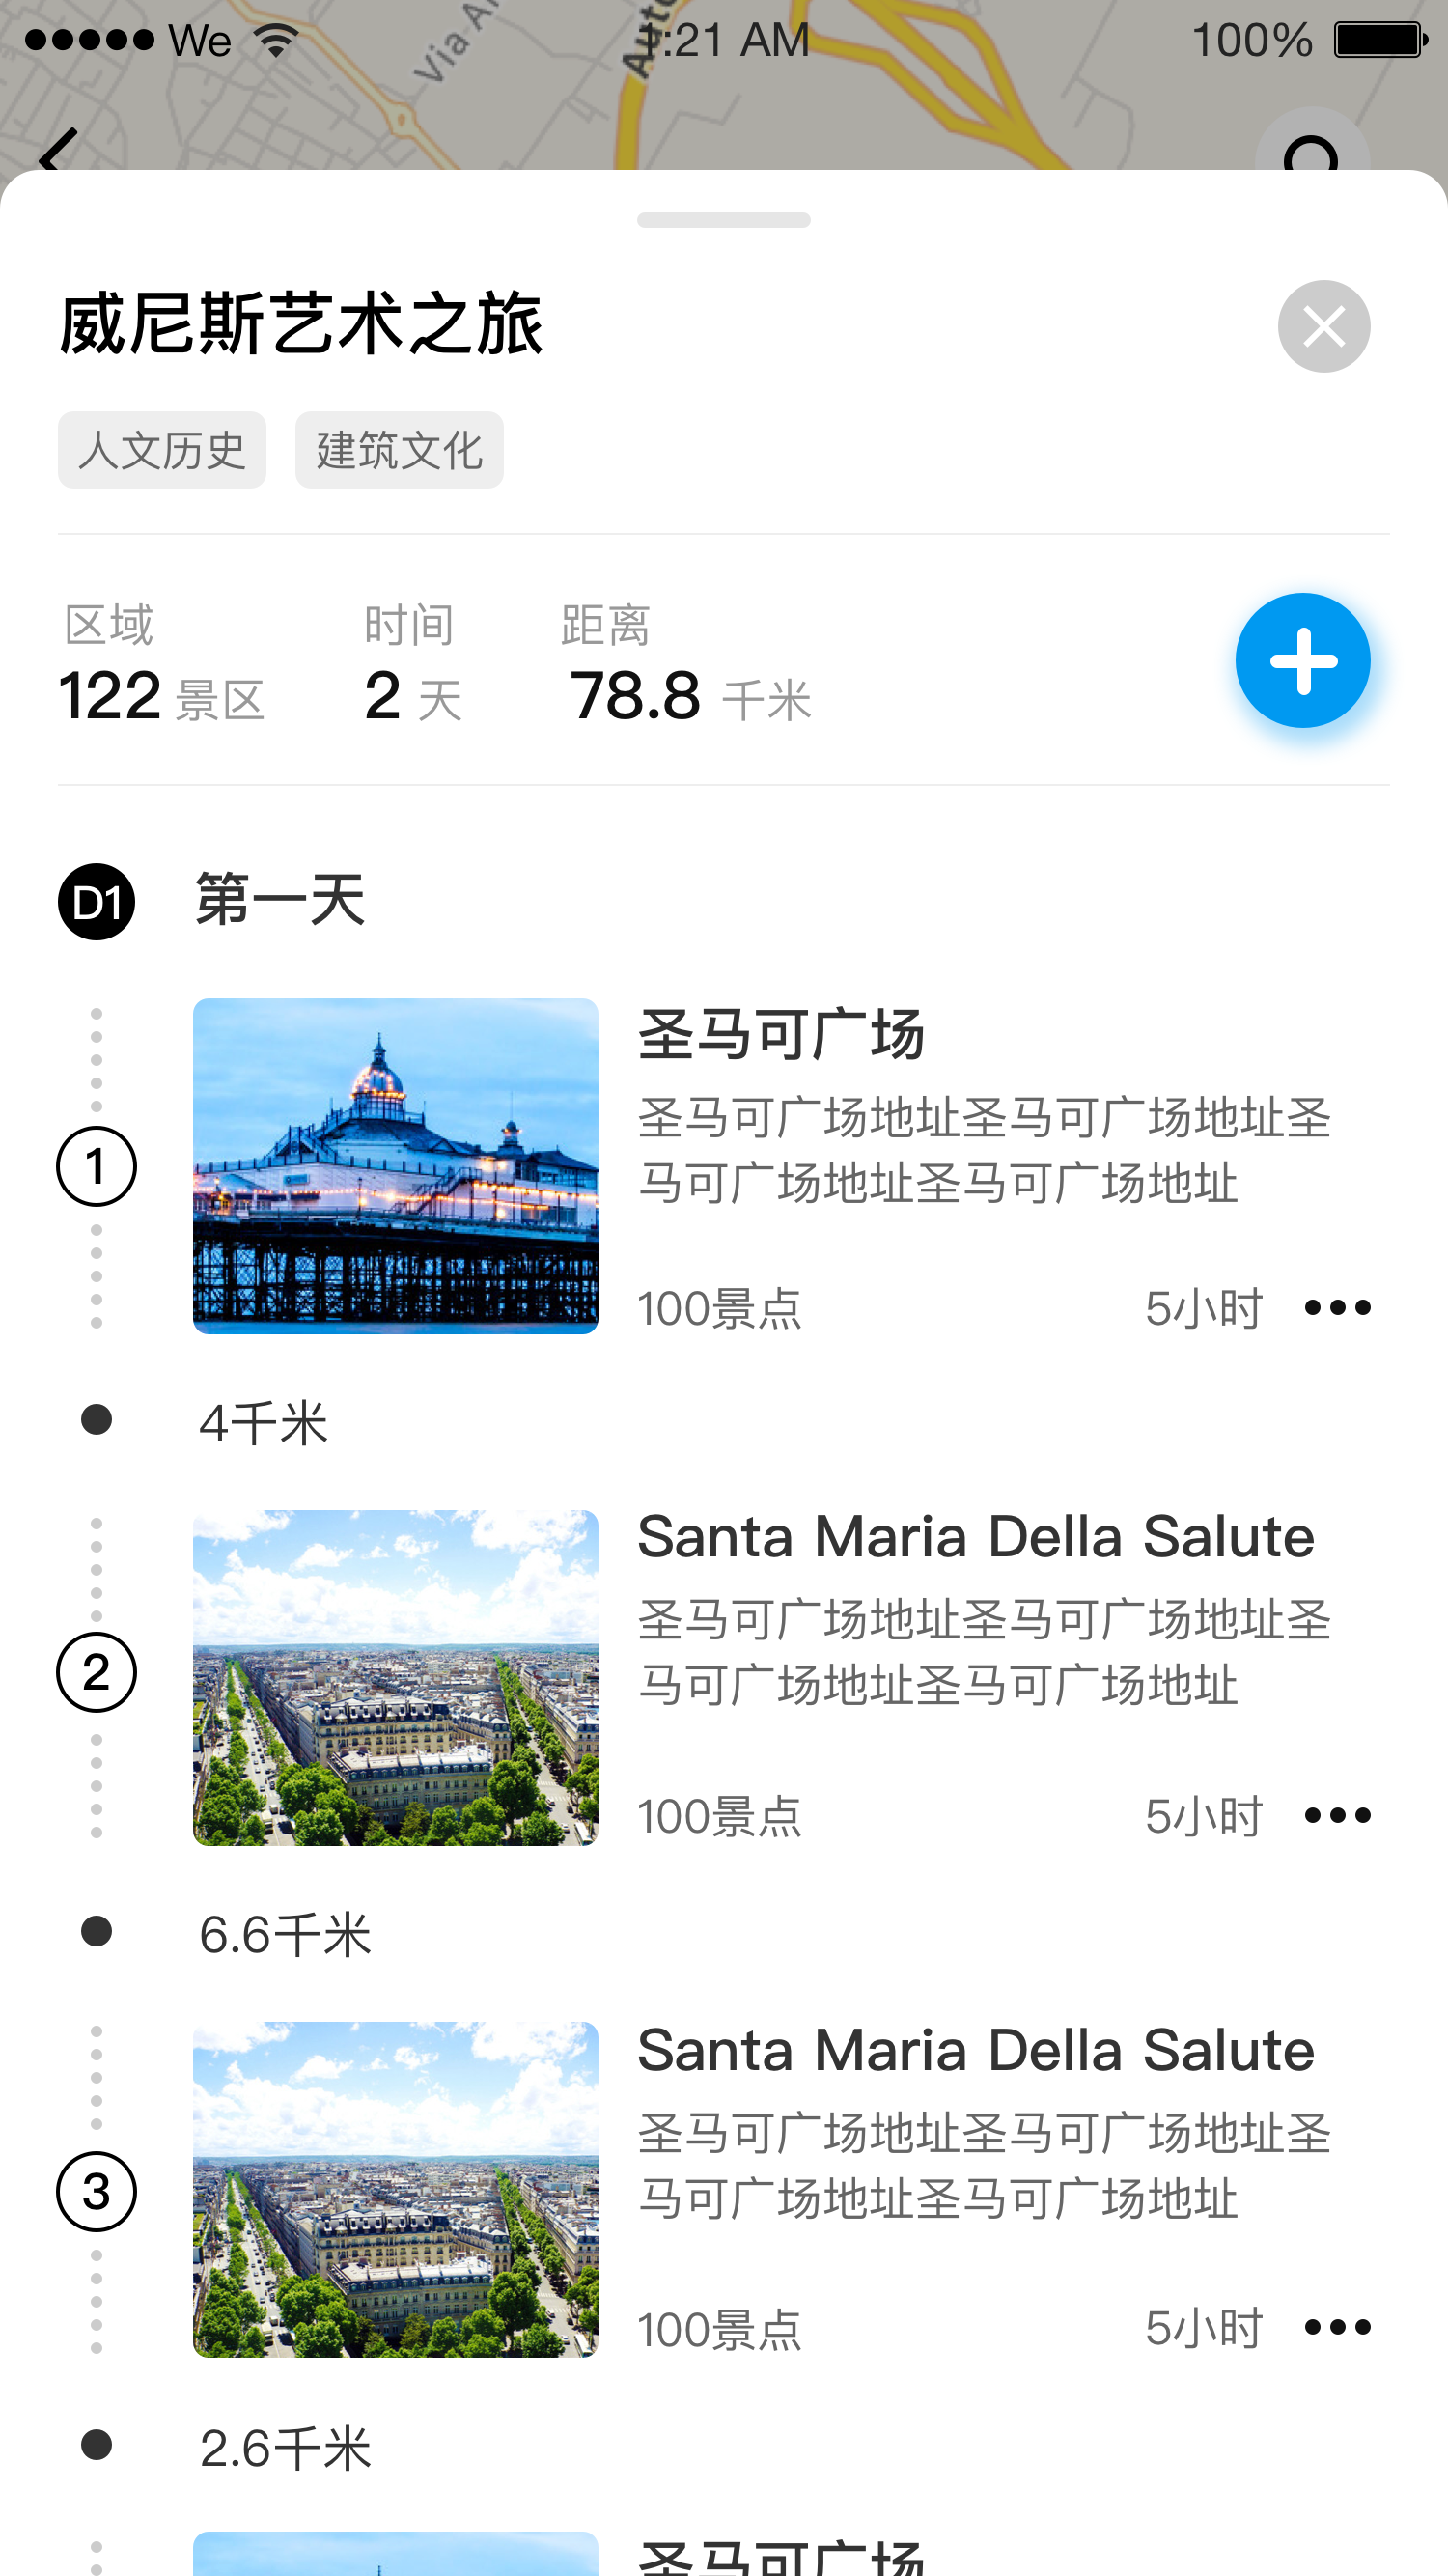 We
1:21 AM
100%
Via
Auto
威尼斯艺术之旅
人文历史
建筑文化
区域
时间
距离
122 景区
2 天
78.8 千米
D1
第一天
1
圣马可广场
圣马可广场地址圣马可广场地址圣
马可广场地址圣马可广场地址
100景点
5小时
4千米
2
Santa Maria Della Salute
圣马可广场地址圣马可广场地址圣
马可广场地址圣马可广场地址
100景点
5小时
6.6千米
3
Santa Maria Della Salute
圣马可广场地址圣马可广场地址圣
马可广场地址圣马可广场地址
100景点
5小时
2.6千米
圣马可广场